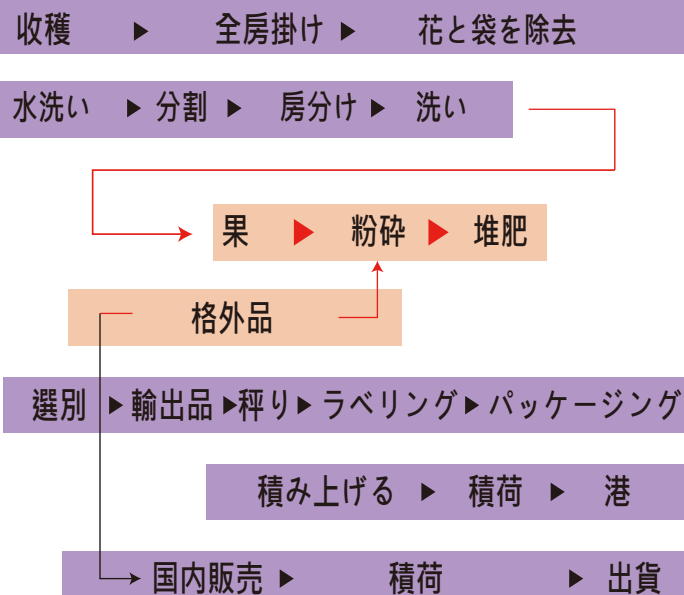 収穫 ▶ 全房掛け ▶ 花と袋を除去
水洗い ▶ 分割 ▶ 房分け ▶ 洗い
果 ▶ 粉砕 ▶ 堆肥
格外品
選別 ▶ 輸出品 ▶ 秤り ▶ ラベリング ▶ パッケージング
積み上げる ▶ 積荷 ▶ 港
国内販売 ▶ 積荷 ▶ 出貨